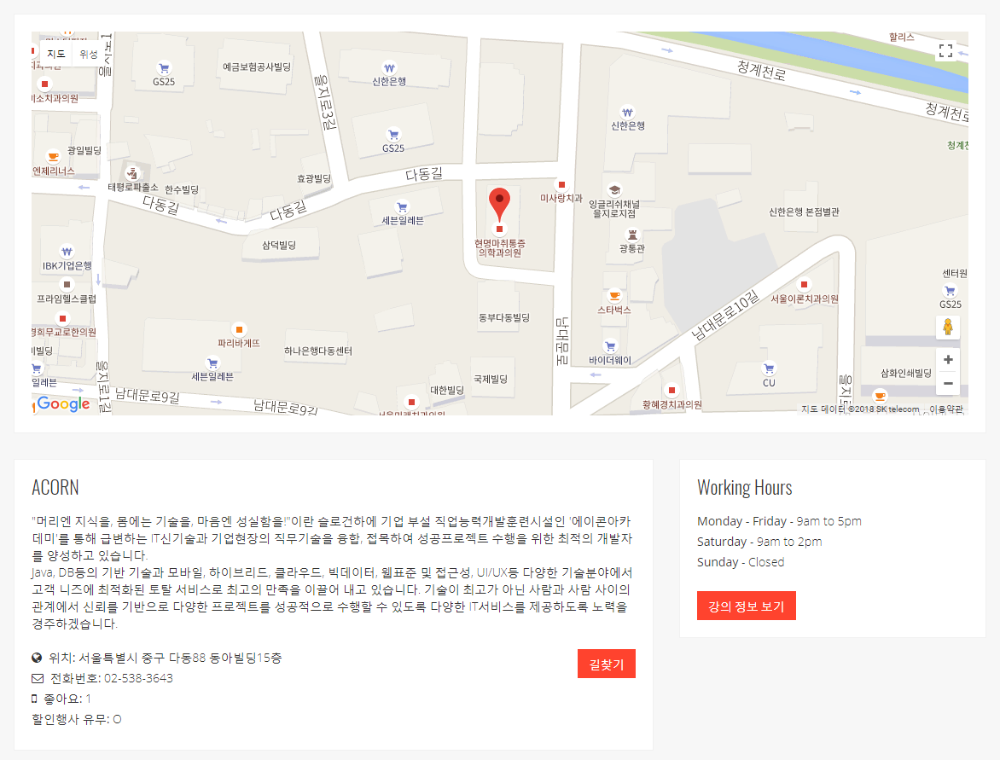 지도 위성
할리스
청계천로
청계천로
예금보험공사빌딩
GS25
신한은행
미소치과의원
을지로3길
신한은행
GS25
광일빌딩
엔제리너스
다동길
효광빌딩
태평로파출소
한수빌딩
미사랑치과
잉글리쉬채널
을지로지점
다동길
다동길
세븐일레븐
신한은행 본점별관
현명마취통증
의학과의원
삼덕빌딩
광통관
IBK기업은행
프라임헬스클럽
센터원
GS25
서울이론치과의원
스타벅스
남대문로10길
동부다동빌딩
경희무교로한의원
파리바게뜨
하나은행다동센터
남대문로
바이더웨이
세븐일레븐
국제빌딩
삼화인쇄빌딩
CU
대한빌딩
을지로1길
남대문로9길
남대문로9길
황혜경치과의원
Google
지도 데이터 ©2018 SK telecom 이용약관
ACORN
"머리엔 지식을, 몸에는 기술을, 마음엔 성실함을!"이란 슬로건하에 기업 부설 직업능력개발훈련시설인 '에이콘아카
데미'를 통해 급변하는 IT신기술과 기업현장의 직무기술을 융합, 접목하여 성공프로젝트 수행을 위한 최적의 개발자
를 양성하고 있습니다.
Java, DB등의 기반 기술과 모바일, 하이브리드, 클라우드, 빅데이터, 웹표준 및 접근성, UI/UX등 다양한 기술분야에서
고객 니즈에 최적화된 토탈 서비스로 최고의 만족을 이끌어 내고 있습니다. 기술이 최고가 아닌 사람과 사람 사이의
관계에서 신뢰를 기반으로 다양한 프로젝트를 성공적으로 수행할 수 있도록 다양한 IT서비스를 제공하도록 노력을
경주하겠습니다.
위치: 서울특별시 중구 다동88 동아빌딩15층
전화번호: 02-538-3643
좋아요: 1
할인행사 유무: O
길찾기
Working Hours
Monday - Friday - 9am to 5pm
Saturday - 9am to 2pm
Sunday - Closed
강의 정보 보기